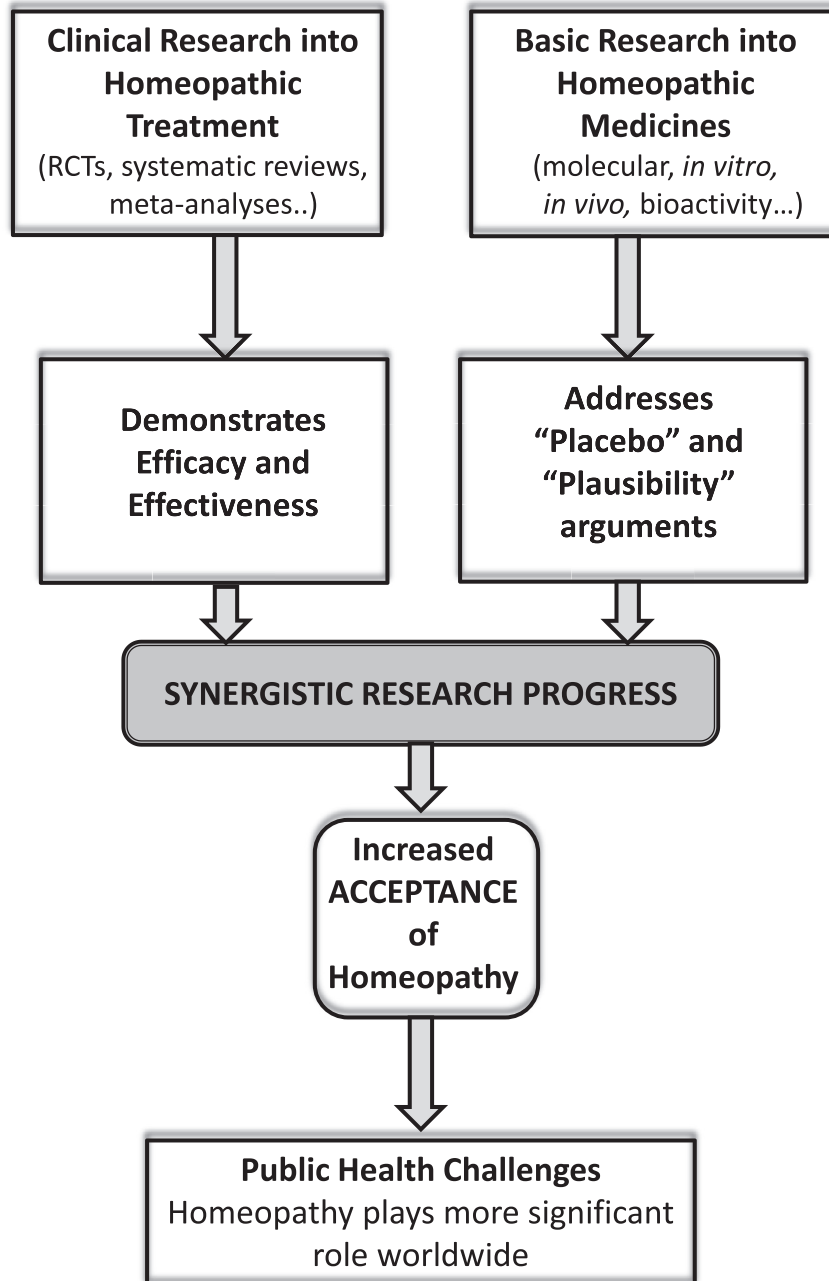 Clinical Research into
Homeopathic
Treatment
(RCTs, systematic reviews,
meta-analyses..)
Basic Research into
Homeopathic
Medicines
(molecular, in vitro,
in vivo, bioactivity…)
Demonstrates
Efficacy and
Effectiveness
Addresses
“Placebo” and
“Plausibility”
arguments
SYNERGISTIC RESEARCH PROGRESS
Increased
ACCEPTANCE
of
Homeopathy
Public Health Challenges
Homeopathy plays more significant
role worldwide